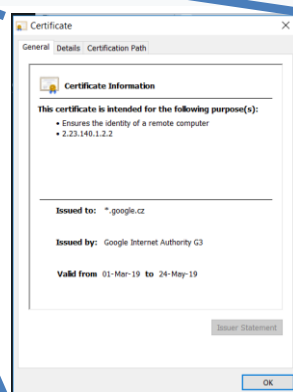 Certificate
General Details Certification Path
Certificate Information
This certificate is intended for the following purpose(s):
• Ensures the identity of a remote computer
• 2.23.140.1.2.2
Issued to: *.google.cz
Issued by: Google Internet Authority G3
Valid from 01-Mar-19 to 24-May-19
Issuer Statement
OK